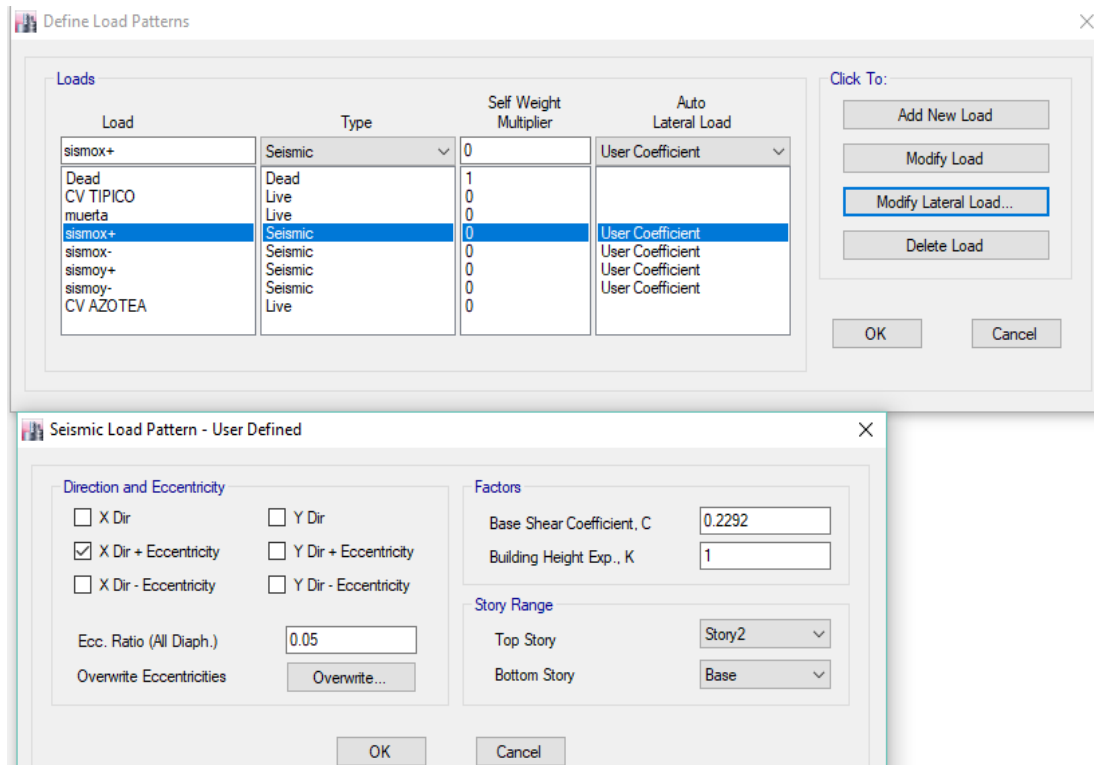 Define Load Patterns
Loads
Load
Type
Self Weight
Multiplier
Auto
Lateral Load
sismox+ Seismic 0 User Coefficient
Dead Dead 1
CV TIPICO Live 0
muerta Live 0
sismox+ Seismic 0 User Coefficient
sismox- Seismic 0 User Coefficient
sismoy+ Seismic 0 User Coefficient
sismoy- Seismic 0 User Coefficient
CV AZOTEA Live 0
Click To:
Add New Load
Modify Load
Modify Lateral Load...
Delete Load
OK Cancel
Seismic Load Pattern - User Defined
Direction and Eccentricity
X Dir Y Dir
X Dir + Eccentricity Y Dir + Eccentricity
X Dir - Eccentricity Y Dir - Eccentricity
Ecc. Ratio (All Diaph.) 0.05
Overwrite Eccentricities Overwrite...
Factors
Base Shear Coefficient, C 0.2292
Building Height Exp., K 1
Story Range
Top Story Story2
Bottom Story Base
OK Cancel